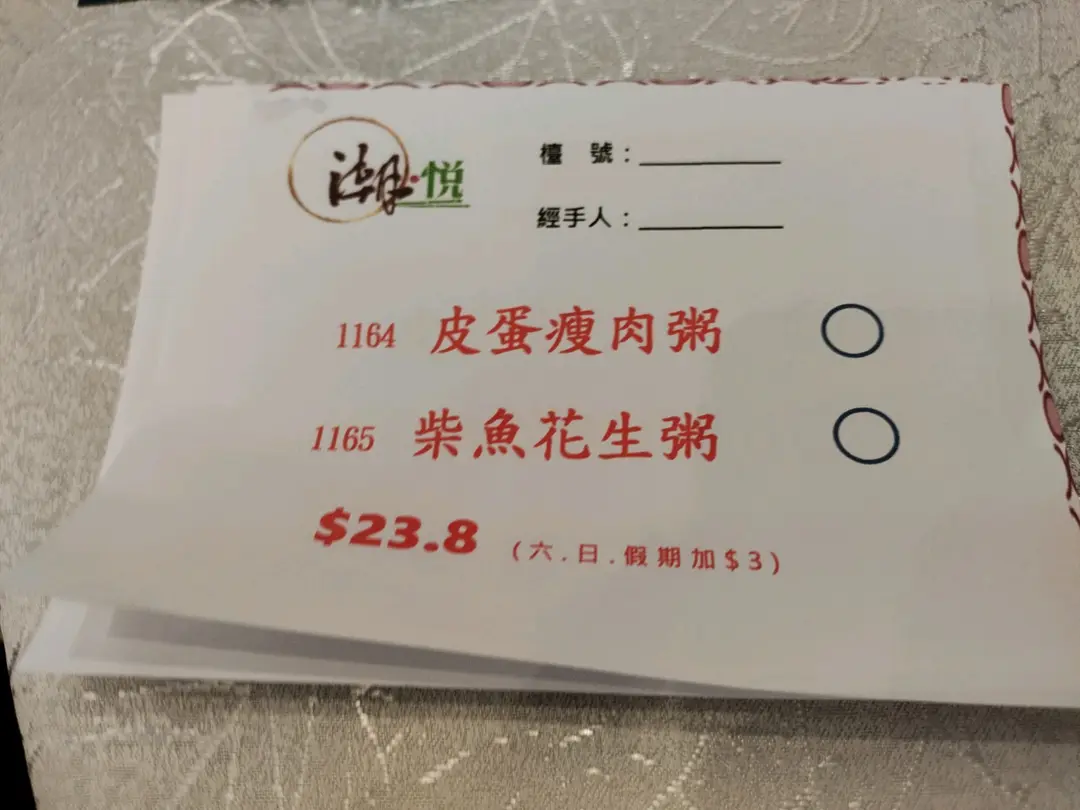 潮·悦
檯 號：
經手人：
1164 皮蛋瘦肉粥
1165 柴魚花生粥
$23.8 (六.日.假期加$3)